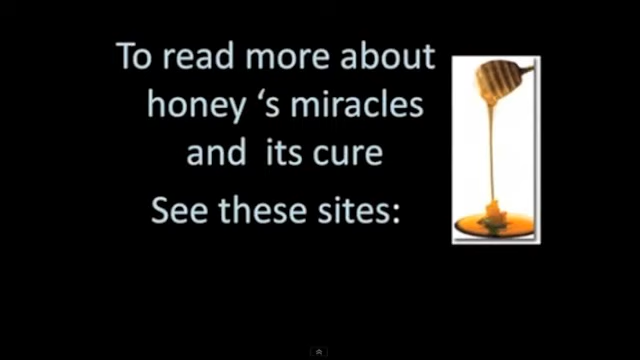 To read more about
honey ‘s miracles
and its cure
See these sites: